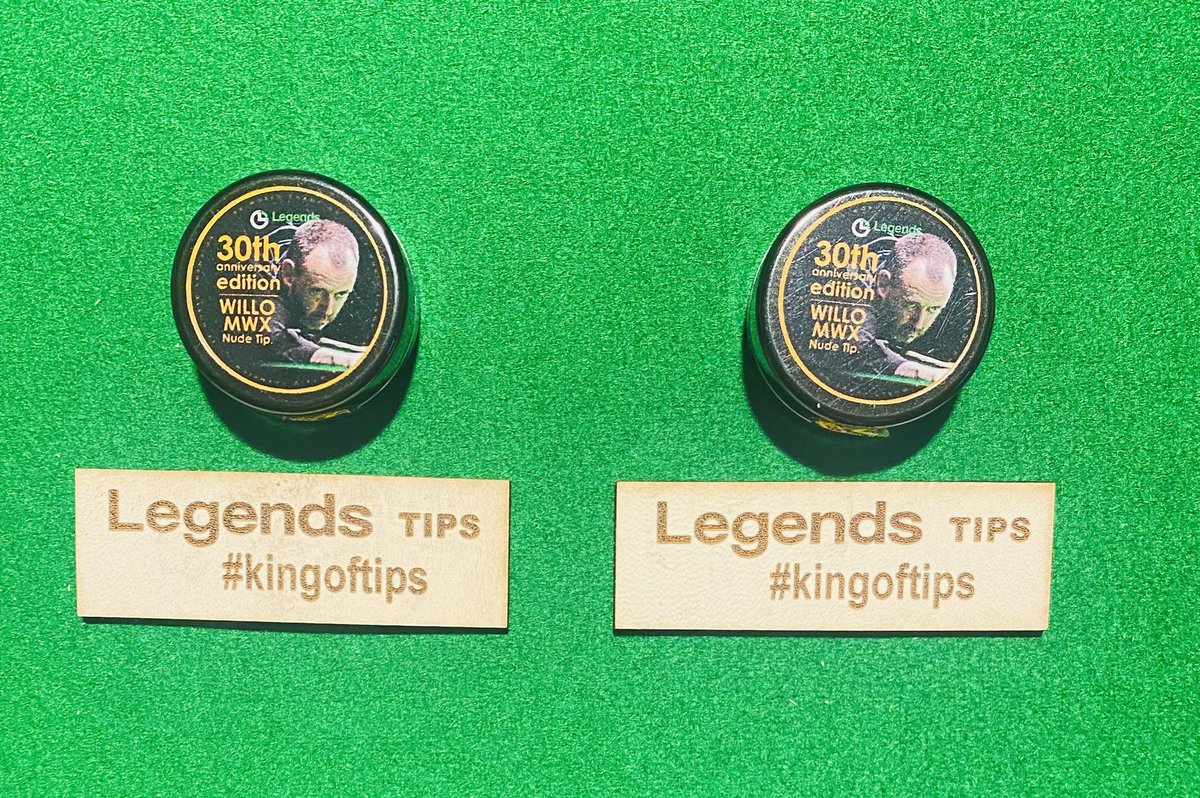 Legends
30th
anniversary
edition
WILLO
MWX
Nude Tip.
Legends
30th
anniversary
edition
WILLO
MWX
Nude Tip.
Legends TIPS
#kingoftips
Legends TIPS
#kingoftips